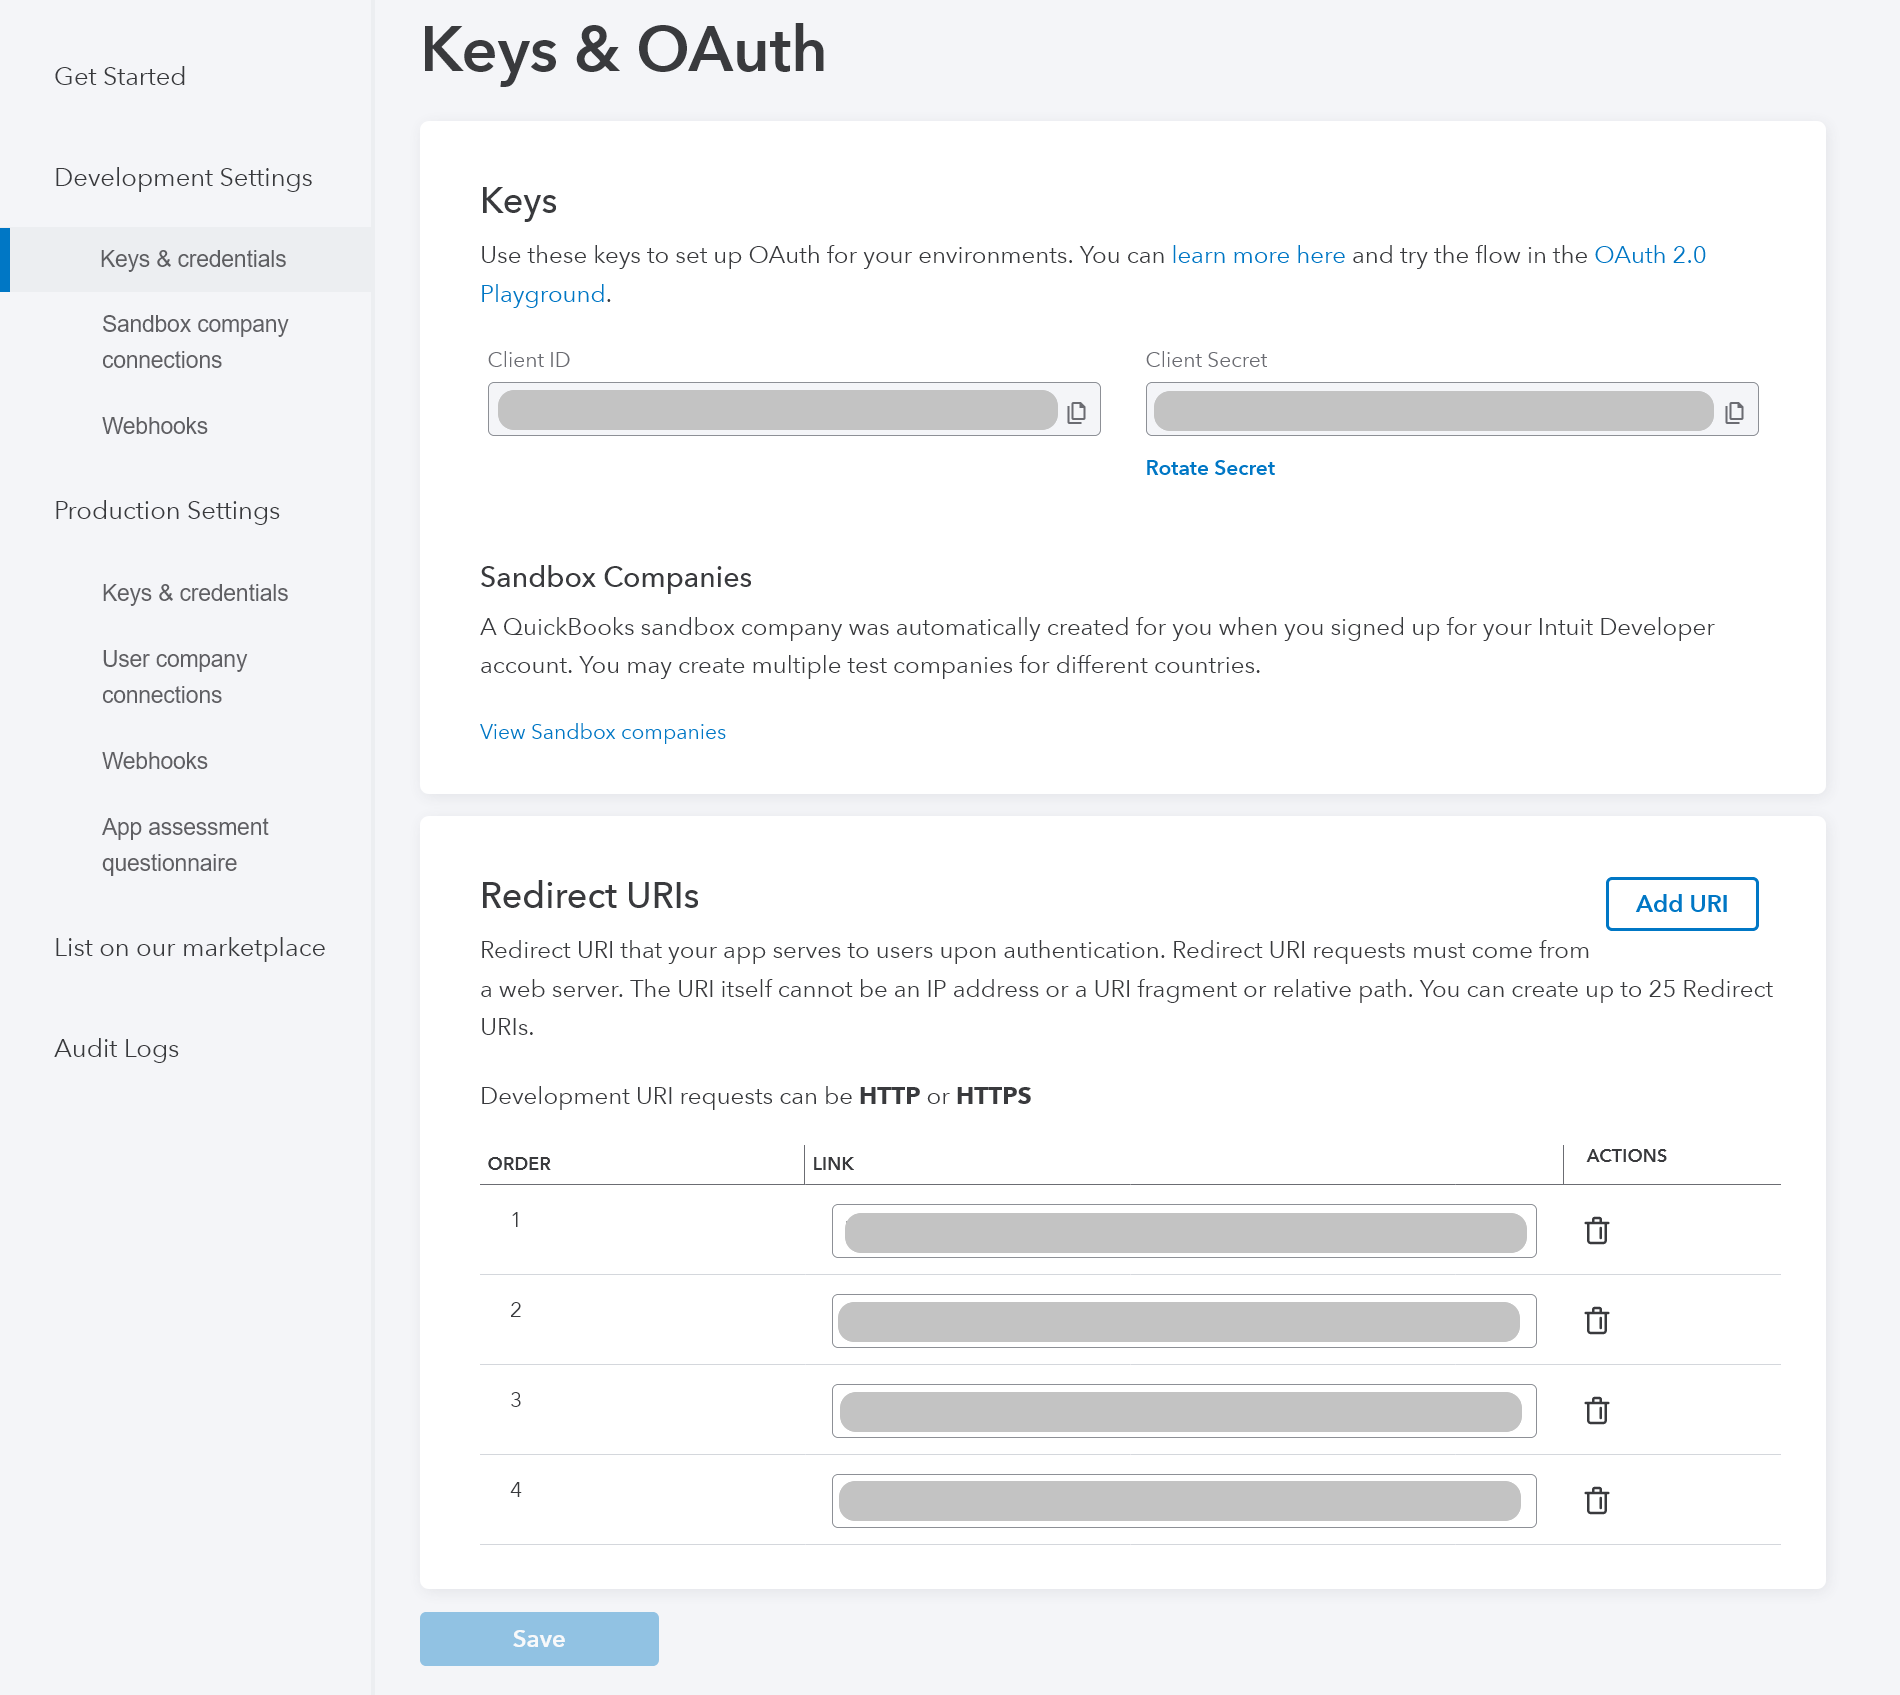 Get Started
Development Settings
Keys & credentials
Sandbox company
connections
Webhooks
Production Settings
Keys & credentials
User company
connections
Webhooks
App assessment
questionnaire
List on our marketplace
Audit Logs
Keys & OAuth
Keys
Use these keys to set up OAuth for your environments. You can learn more here and try the flow in the OAuth 2.0
Playground.
Client ID
Client Secret
Rotate Secret
Sandbox Companies
A QuickBooks sandbox company was automatically created for you when you signed up for your Intuit Developer
account. You may create multiple test companies for different countries.
View Sandbox companies
Redirect URIs
Add URI
Redirect URI that your app serves to users upon authentication. Redirect URI requests must come from
a web server. The URI itself cannot be an IP address or a URI fragment or relative path. You can create up to 25 Redirect
URIs.
Development URI requests can be HTTP or HTTPS
ORDER LINK ACTIONS
1
2
3
4
Save